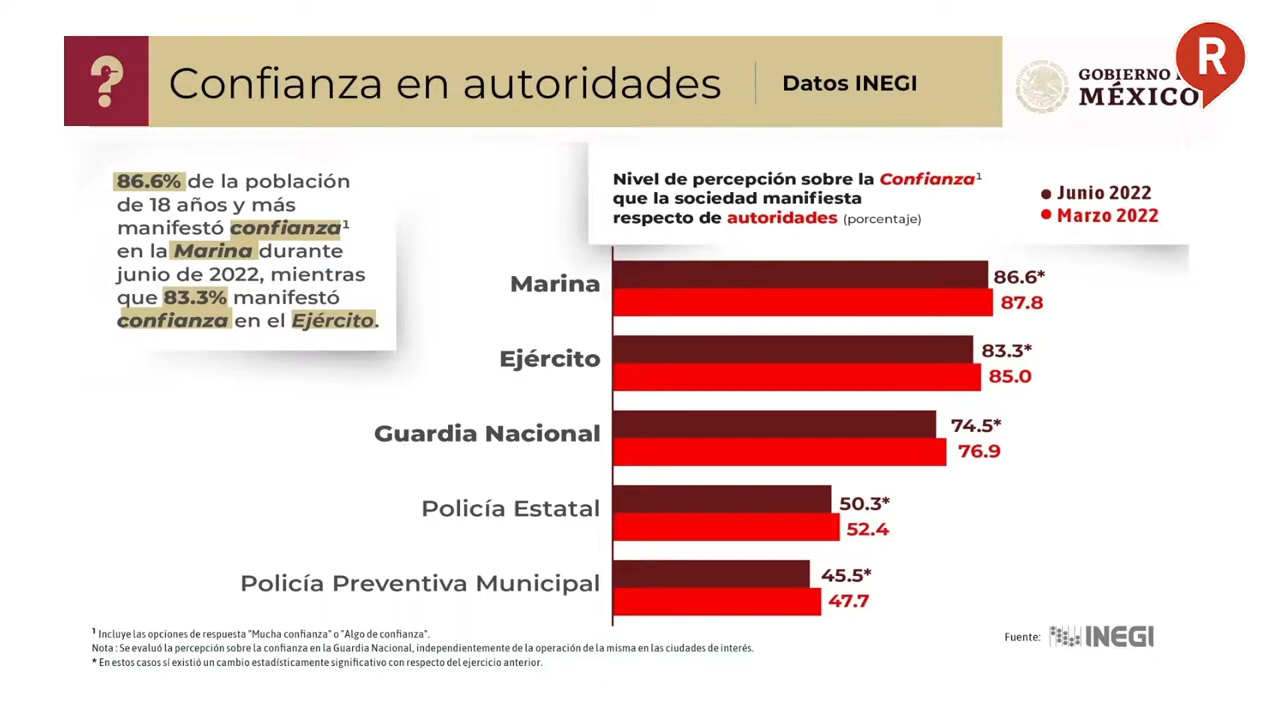 Confianza en autoridades
Datos INEGI
GOBIERNO
MÉXICO
R
86.6% de la población
de 18 años y más
manifestó confianza¹
en la Marina durante
junio de 2022, mientras
que 83.3% manifestó
confianza en el Ejército.
Nivel de percepción sobre la Confianza¹
que la sociedad manifiesta
respecto de autoridades (porcentaje)
Junio 2022
Marzo 2022
Marina
86.6*
87.8
Ejército
83.3*
85.0
Guardia Nacional
74.5*
76.9
Policía Estatal
50.3*
52.4
Policía Preventiva Municipal
45.5*
47.7
¹ Incluye las opciones de respuesta "Mucha confianza" o "Algo de confianza".
Nota : Se evaluó la percepción sobre la confianza en la Guardia Nacional, independientemente de la operación de la misma en las ciudades de interés.
* En estos casos sí existió un cambio estadísticamente significativo con respecto del ejercicio anterior.
Fuente: INEGI